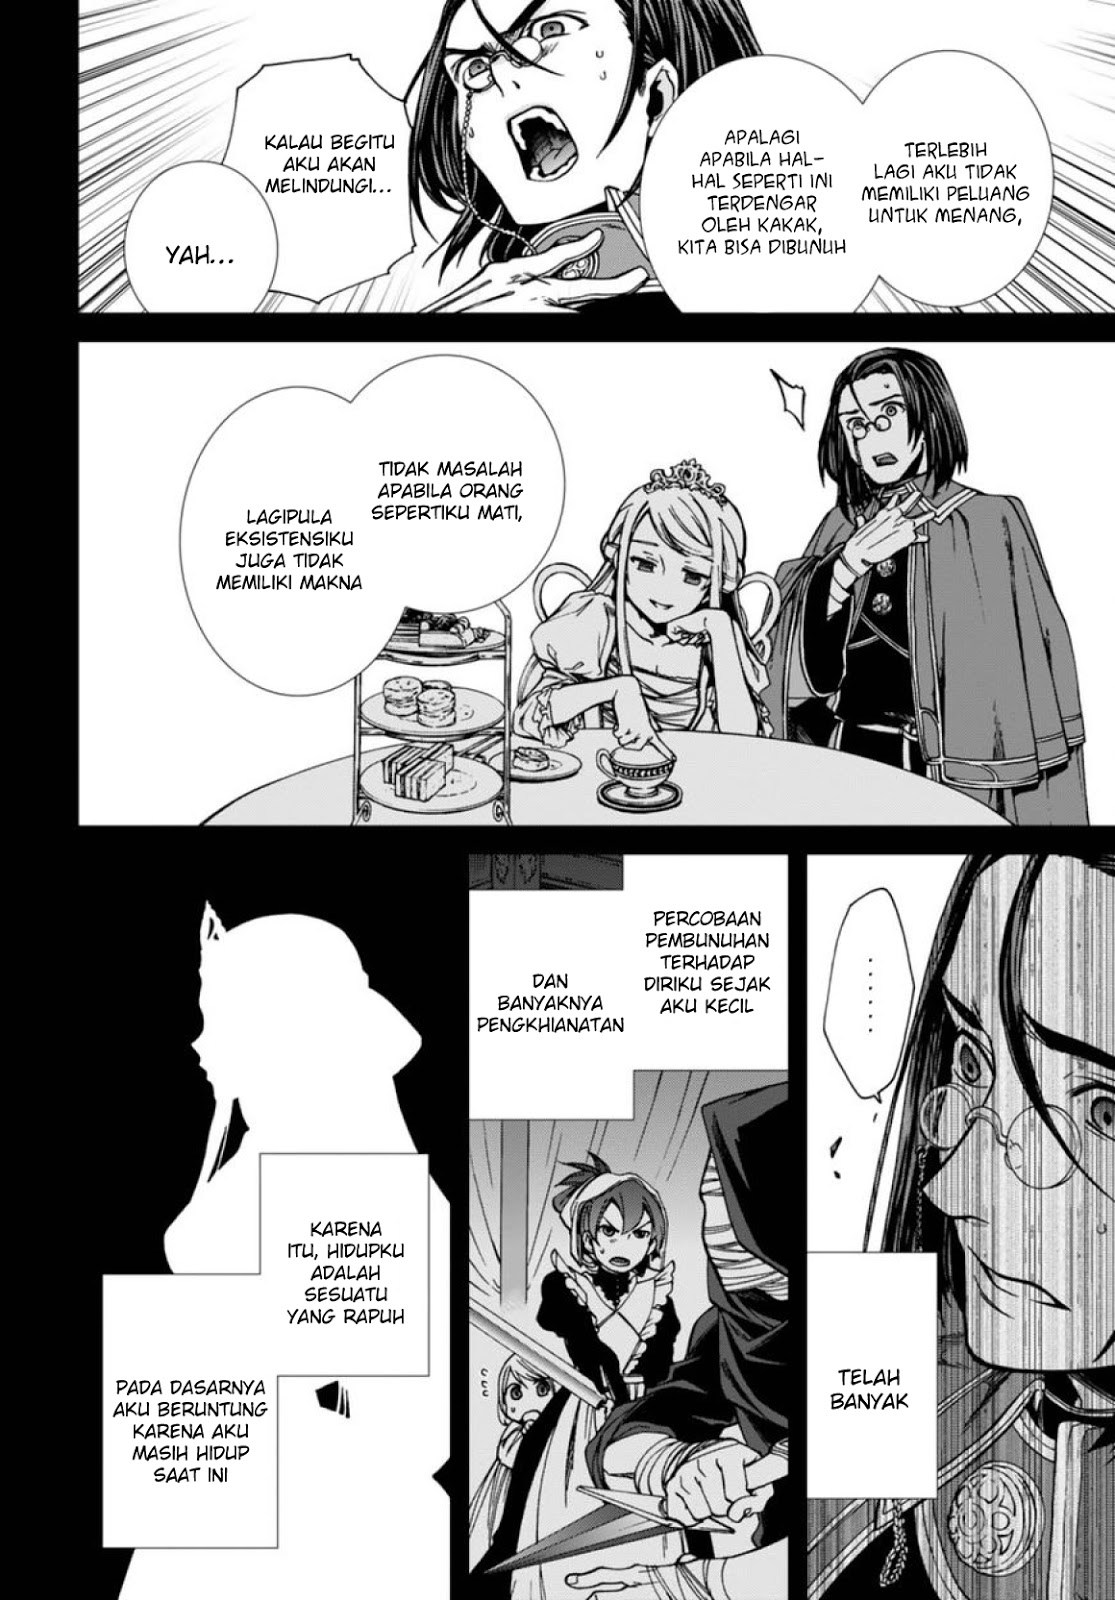 TERLEBIH
LAGI AKU TIDAK
MEMILIKI PELUANG
UNTUK MENANG,
APALAGI
APABILA HAL-
HAL SEPERTI INI
TERDENGAR
OLEH KAKAK,
KITA BISA DIBUNUH
KALAU BEGITU
AKU AKAN
MELINDUNGI...
YAH...
TIDAK MASALAH
APABILA ORANG
SEPERTIKU MATI,
LAGIPULA
EKSISTENSIKU
JUGA TIDAK
MEMILIKI MAKNA
......
TELAH
BANYAK
PERCOBAAN
PEMBUNUHAN
TERHADAP
DIRIKU SEJAK
AKU KECIL
DAN
BANYAKNYA
PENGKHIANATAN
KARENA
ITU, HIDUPKU
ADALAH
SESUATU
YANG RAPUH
PADA DASARNYA
AKU BERUNTUNG
KARENA AKU
MASIH HIDUP
SAAT INI